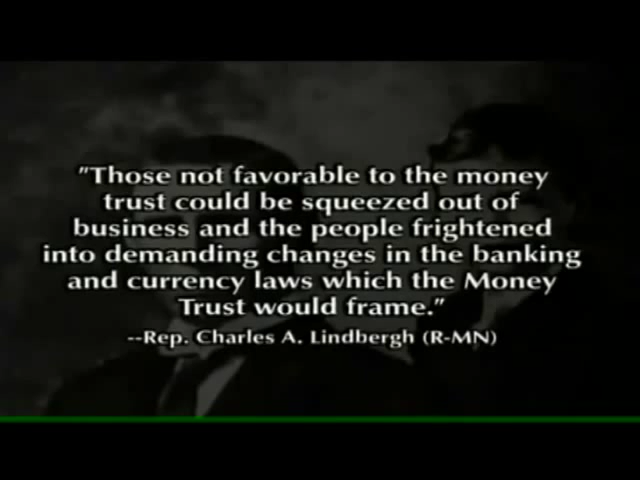 "Those not favorable to the money
trust could be squeezed out of
business and the people frightened
into demanding changes in the banking
and currency laws which the Money
Trust would frame."
--Rep. Charles A. Lindbergh (R-MN)